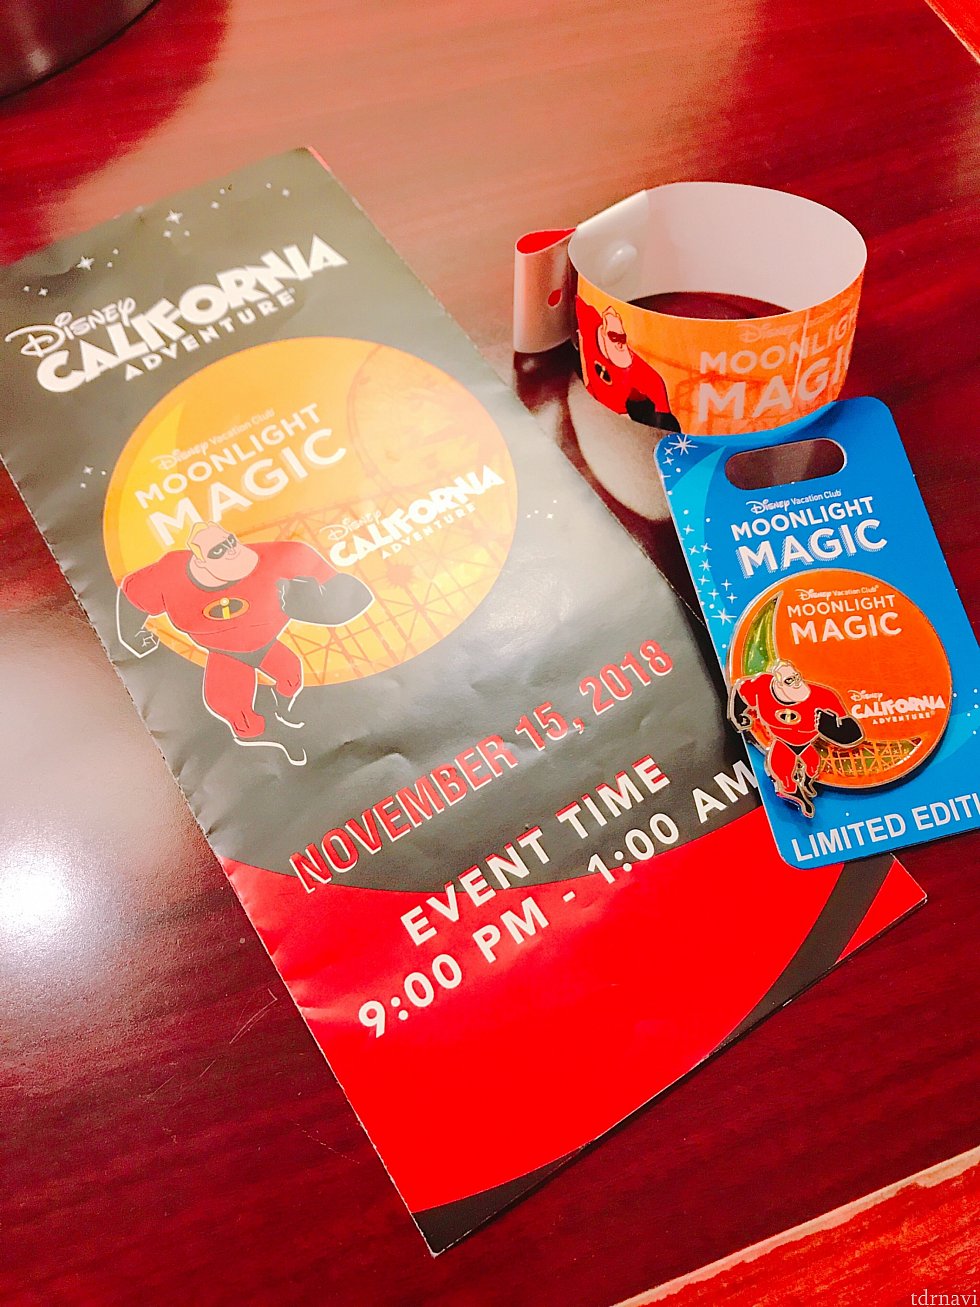 Disney
CALIFORNIA
ADVENTURE
Disney Vacation Club
MOONLIGHT
MAGIC
Disney
CALIFORNIA
ADVENTURE
NOVEMBER 15, 2018
EVENT TIME
9:00 PM - 1:00 AM
Disney
MOONLIGH
MAGI
Disney Vacation Club
MOONLIGHT
MAGIC
Disney Vacation Club
MOONLIGHT
MAGIC
Disney
CALIFORNIA
ADVENTURE
LIMITED EDITI
tdrnavi